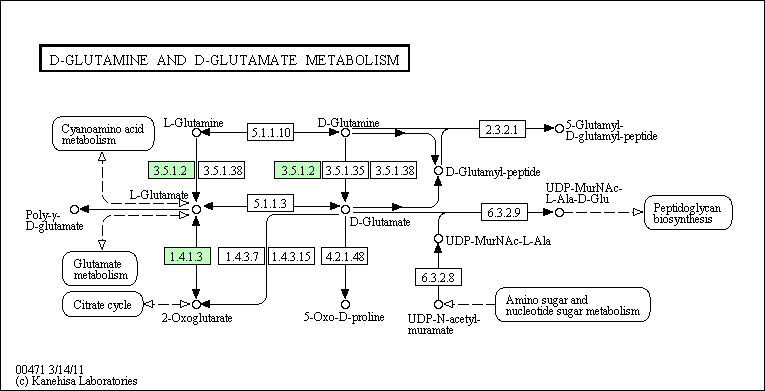 D-GLUTAMINE AND D-GLUTAMATE METABOLISM
Cyanoamino acid
metabolism
L-Glutamine
5.1.1.10
D-Glutamine
2.3.2.1
5-Glutamyl-
D-glutamyl-peptide
3.5.1.2
3.5.1.38
3.5.1.2
3.5.1.35
3.5.1.38
D-Glutamyl-peptide
L-Glutamate
Poly-γ-
D-glutamate
5.1.1.3
D-Glutamate
6.3.2.9
UDP-MurNAc-
L-Ala-D-Glu
Peptidoglycan
biosynthesis
Glutamate
metabolism
1.4.1.3
1.4.3.7
1.4.3.15
4.2.1.48
UDP-MurNAc-L-Ala
6.3.2.8
Citrate cycle
2-Oxoglutarate
5-Oxo-D-proline
UDP-N-acetyl-
muramate
Amino sugar and
nucleotide sugar metabolism
00471 3/14/11
(c) Kanehisa Laboratories